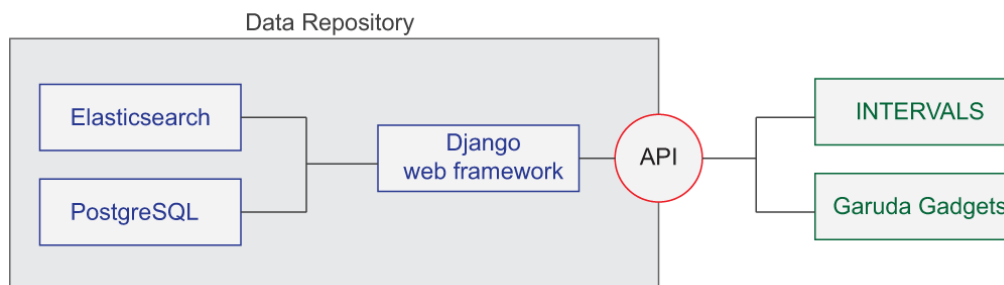 Data Repository
Elasticsearch
PostgreSQL
Django
web framework
API
INTERVALS
Garuda Gadgets